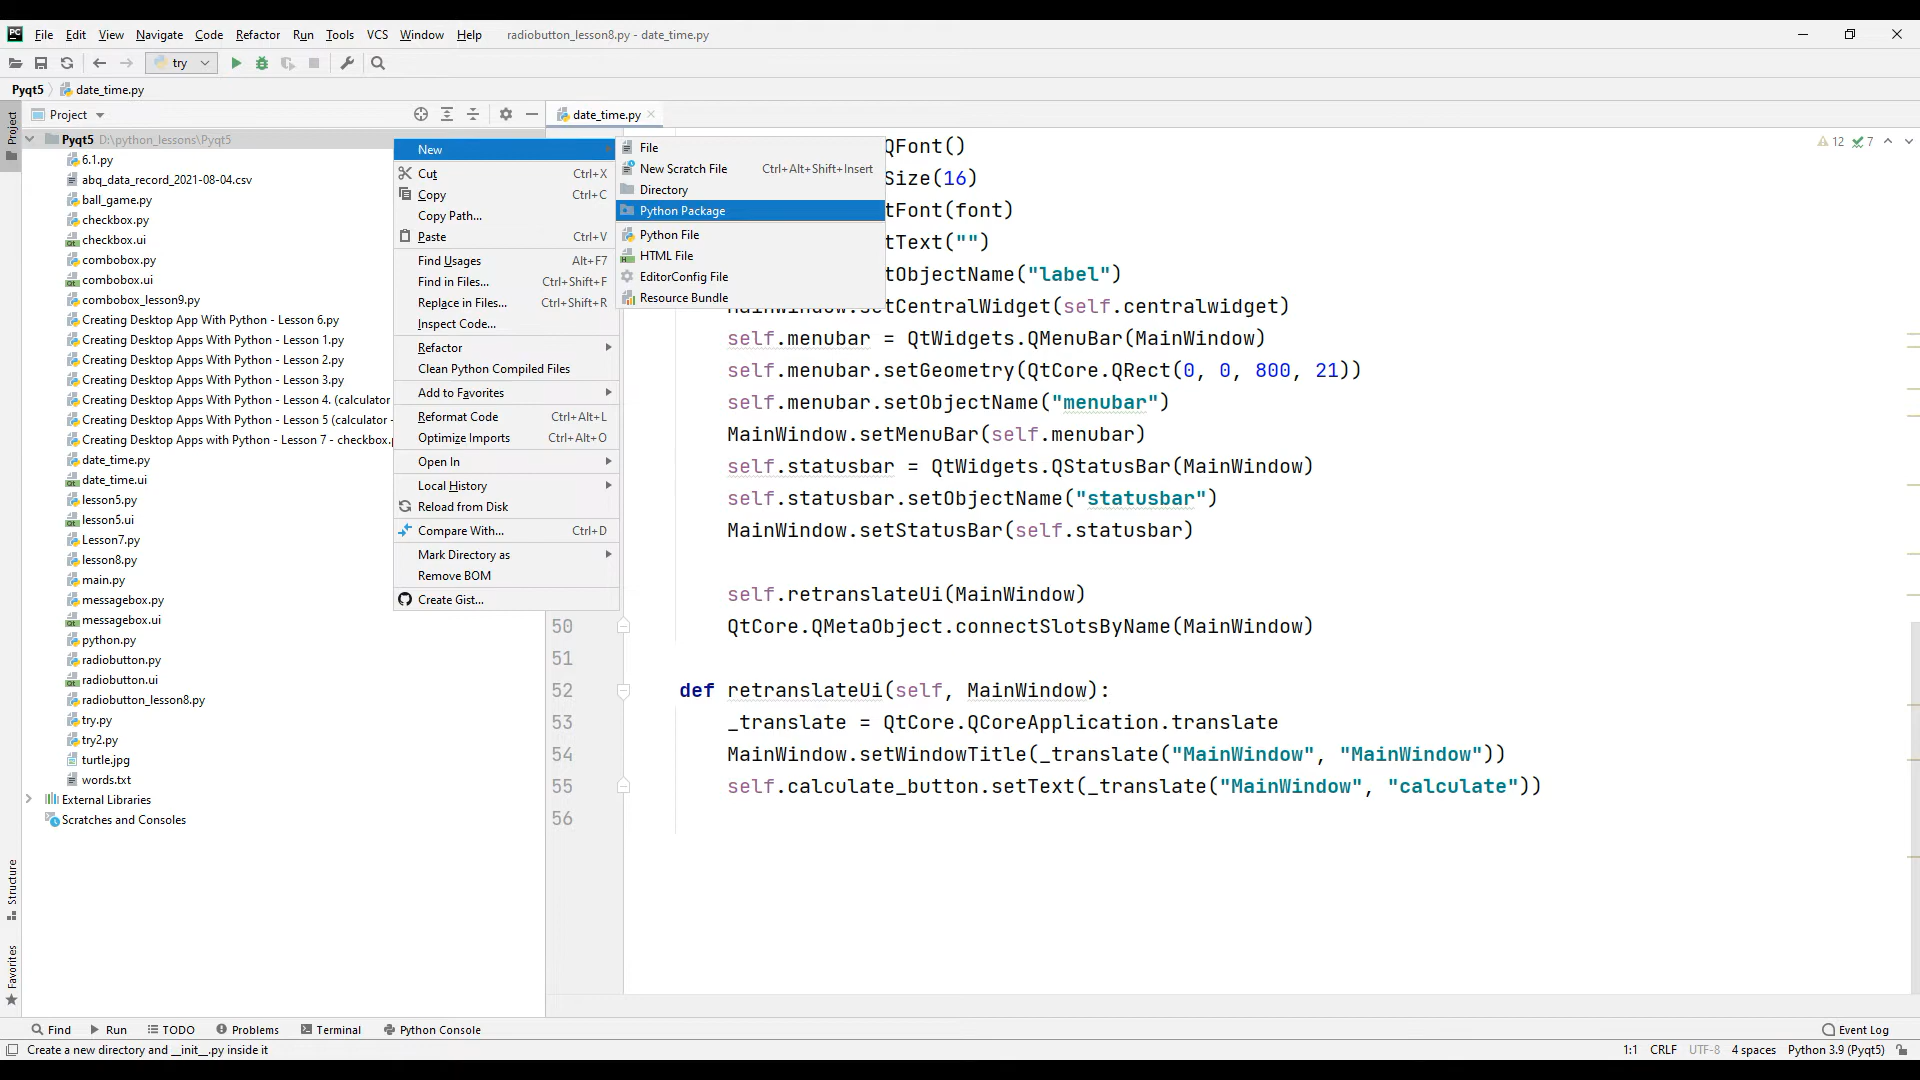 PC File Edit View Navigate Code Refactor Run Tools VCS Window Help radiobutton_lesson8.py - date_time.py
try
Pyqt5 date_time.py
Project
Project
date_time.py
Pyqt5 D:\python_lessons\Pyqt5
6.1.py
abq_data_record_2021-08-04.csv
ball_game.py
checkbox.py
checkbox.ui
combobox.py
combobox.ui
combobox_lesson9.py
Creating Desktop App With Python - Lesson 6.py
Creating Desktop Apps With Python - Lesson 1.py
Creating Desktop Apps With Python - Lesson 2.py
Creating Desktop Apps With Python - Lesson 3.py
Creating Desktop Apps With Python - Lesson 4. (calculator
Creating Desktop Apps With Python - Lesson 5 (calculator -
Creating Desktop Apps with Python - Lesson 7 - checkbox.p
date_time.py
date_time.ui
lesson5.py
lesson5.ui
Lesson7.py
lesson8.py
main.py
messagebox.py
messagebox.ui
python.py
radiobutton.py
radiobutton.ui
radiobutton_lesson8.py
try.py
try2.py
turtle.jpg
words.txt
External Libraries
Scratches and Consoles
New
Cut Ctrl+X
Copy Ctrl+C
Copy Path...
Paste Ctrl+V
Find Usages Alt+F7
Find in Files... Ctrl+Shift+F
Replace in Files... Ctrl+Shift+R
Inspect Code...
Refactor
Clean Python Compiled Files
Add to Favorites
Reformat Code Ctrl+Alt+L
Optimize Imports Ctrl+Alt+O
Open In
Local History
Reload from Disk
Compare With... Ctrl+D
Mark Directory as
Remove BOM
Create Gist...
File
New Scratch File Ctrl+Alt+Shift+Insert
Directory
Python Package
Python File
HTML File
EditorConfig File
Resource Bundle
12 7
QFont()
Size(16)
tFont(font)
tText("")
tObjectName("label")
MainWindow.setCentralWidget(self.centralwidget)
self.menubar = QtWidgets.QMenuBar(MainWindow)
self.menubar.setGeometry(QtCore.QRect(0, 0, 800, 21))
self.menubar.setObjectName("menubar")
MainWindow.setMenuBar(self.menubar)
self.statusbar = QtWidgets.QStatusBar(MainWindow)
self.statusbar.setObjectName("statusbar")
MainWindow.setStatusBar(self.statusbar)
self.retranslateUi(MainWindow)
50 QtCore.QMetaObject.connectSlotsByName(MainWindow)
51
52 def retranslateUi(self, MainWindow):
53 _translate = QtCore.QCoreApplication.translate
54 MainWindow.setWindowTitle(_translate("MainWindow", "MainWindow"))
55 self.calculate_button.setText(_translate("MainWindow", "calculate"))
56
Structure
Favorites
Find Run TODO Problems Terminal Python Console Event Log
Create a new directory and __init__.py inside it 1:1 CRLF UTF-8 4 spaces Python 3.9 (Pyqt5)